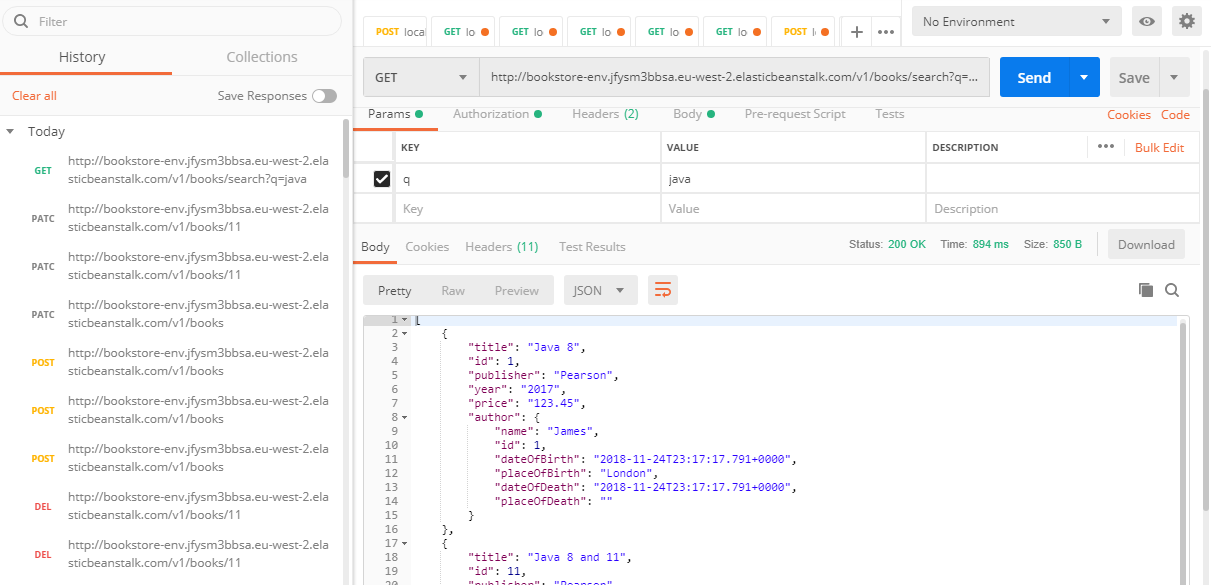 Filter
History Collections
Clear all Save Responses
Today
GET http://bookstore-env.jfysm3bbsa.eu-west-2.ela
sticbeanstalk.com/v1/books/search?q=java
PATC http://bookstore-env.jfysm3bbsa.eu-west-2.ela
sticbeanstalk.com/v1/books/11
PATC http://bookstore-env.jfysm3bbsa.eu-west-2.ela
sticbeanstalk.com/v1/books/11
PATC http://bookstore-env.jfysm3bbsa.eu-west-2.ela
sticbeanstalk.com/v1/books
POST http://bookstore-env.jfysm3bbsa.eu-west-2.ela
sticbeanstalk.com/v1/books
POST http://bookstore-env.jfysm3bbsa.eu-west-2.ela
sticbeanstalk.com/v1/books
POST http://bookstore-env.jfysm3bbsa.eu-west-2.ela
sticbeanstalk.com/v1/books
DEL http://bookstore-env.jfysm3bbsa.eu-west-2.ela
sticbeanstalk.com/v1/books/11
DEL http://bookstore-env.jfysm3bbsa.eu-west-2.ela
sticbeanstalk.com/v1/books/11
POST local GET lo GET lo GET lo GET lo GET lo POST lo
No Environment
GET http://bookstore-env.jfysm3bbsa.eu-west-2.elasticbeanstalk.com/v1/books/search?q=... Send Save
Params Authorization Headers (2) Body Pre-request Script Tests Cookies Code
KEY VALUE DESCRIPTION ••• Bulk Edit
q java
Key Value Description
Body Cookies Headers (11) Test Results Status: 200 OK Time: 894 ms Size: 850 B Download
Pretty Raw Preview JSON
1 [
2 {
3 "title": "Java 8",
4 "id": 1,
5 "publisher": "Pearson",
6 "year": "2017",
7 "price": "123.45",
8 "author": {
9 "name": "James",
10 "id": 1,
11 "dateOfBirth": "2018-11-24T23:17:17.791+0000",
12 "placeOfBirth": "London",
13 "dateOfDeath": "2018-11-24T23:17:17.791+0000",
14 "placeOfDeath": ""
15 }
16 },
17 {
18 "title": "Java 8 and 11",
19 "id": 11,
20 "publisher": "Pearson"